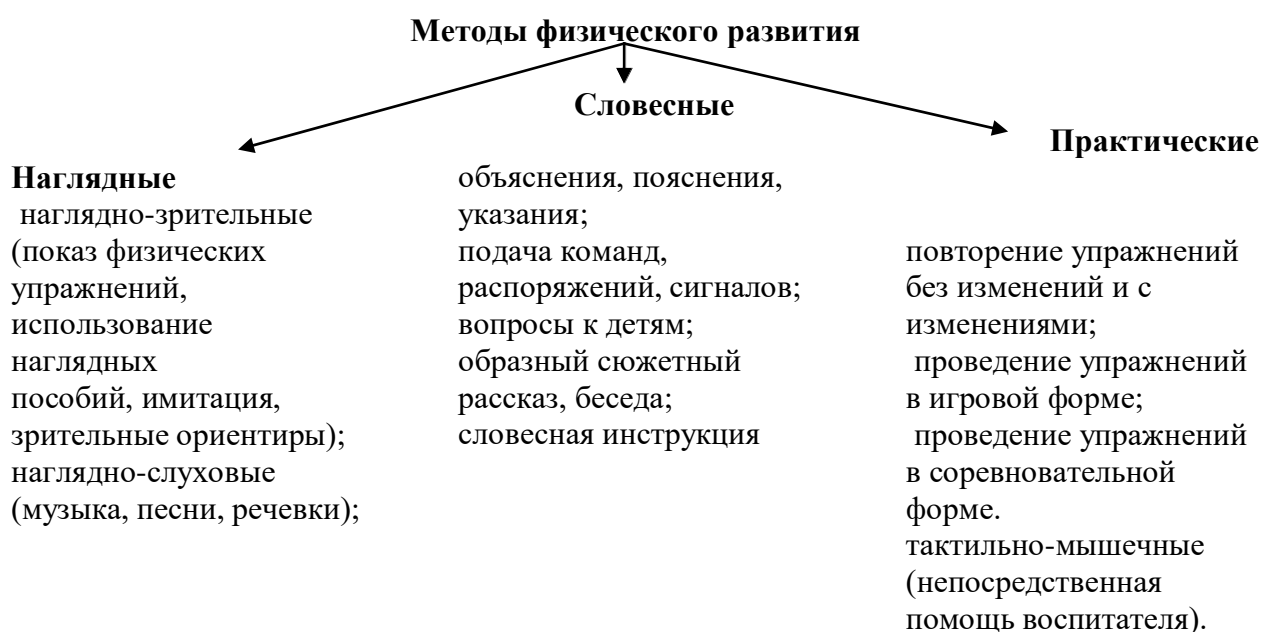 Методы физического развития
Словесные
Практические
Наглядные
наглядно-зрительные
(показ физических
упражнений,
использование
наглядных
пособий, имитация,
зрительные ориентиры);
наглядно-слуховые
(музыка, песни, речевки);
объяснения, пояснения,
указания;
подача команд,
распоряжений, сигналов;
вопросы к детям;
образный сюжетный
рассказ, беседа;
словесная инструкция
повторение упражнений
без изменений и с
изменениями;
проведение упражнений
в игровой форме;
проведение упражнений
в соревновательной
форме.
тактильно-мышечные
(непосредственная
помощь воспитателя).